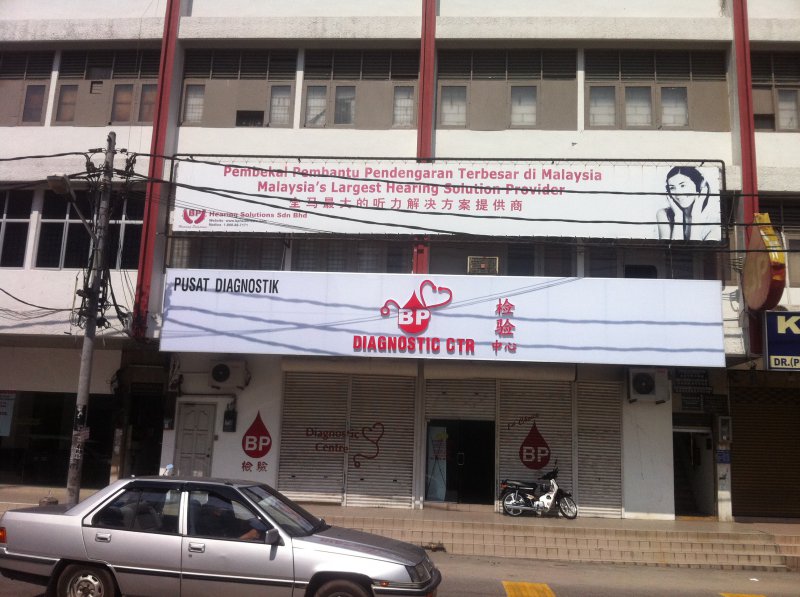 Pembekal Pembantu Pendengaran Terbesar di Malaysia
Malaysia's Largest Hearing Solution Provider
全马最大的听力解决方案提供商
BP Hearing Solutions Sdn Bhd
PUSAT DIAGNOSTIK
BP
DIAGNOSTIC CTR
检验中心
Diagnostic
Centre
BP
检验
BP
K
DR.(P